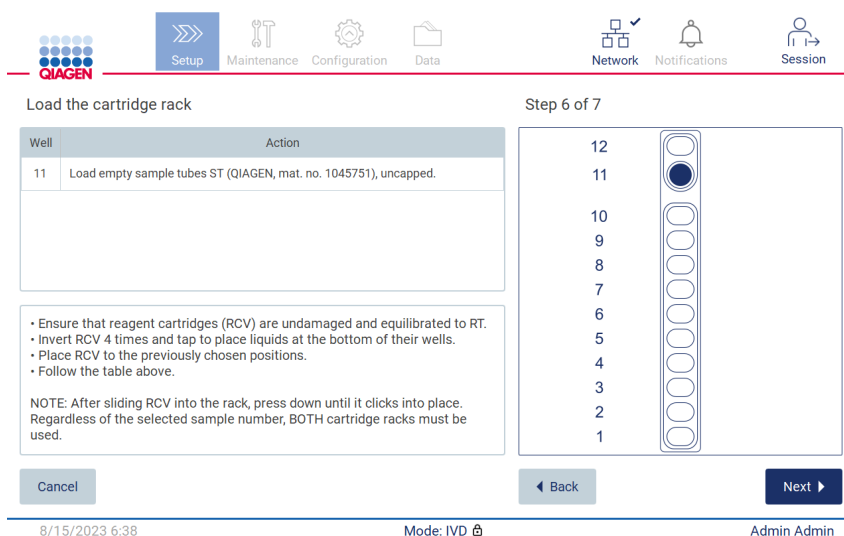 QIAGEN
Setup
Maintenance
Configuration
Data
Network
Notifications
Session
Load the cartridge rack
Step 6 of 7
Well
Action
11
Load empty sample tubes ST (QIAGEN, mat. no. 1045751), uncapped.
• Ensure that reagent cartridges (RCV) are undamaged and equilibrated to RT.
• Invert RCV 4 times and tap to place liquids at the bottom of their wells.
• Place RCV to the previously chosen positions.
• Follow the table above.
NOTE: After sliding RCV into the rack, press down until it clicks into place.
Regardless of the selected sample number, BOTH cartridge racks must be
used.
12
11
10
9
8
7
6
5
4
3
2
1
Cancel
Back
Next
8/15/2023 6:38
Mode: IVD
Admin Admin